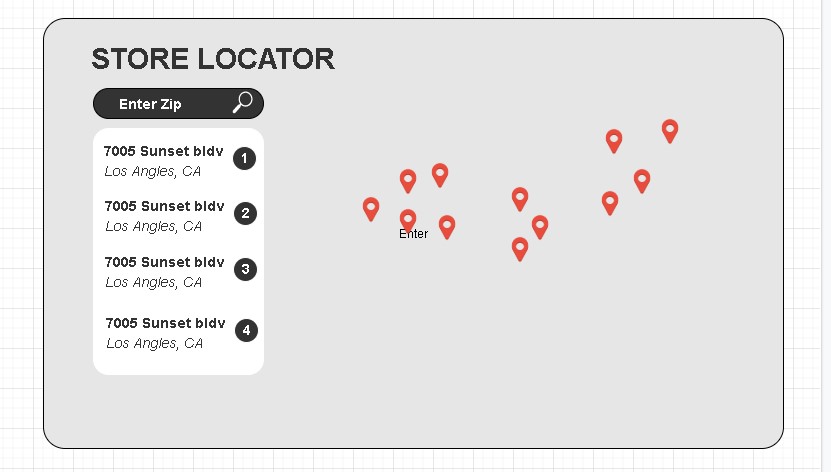 STORE LOCATOR
Enter Zip
7005 Sunset bldv
Los Angles, CA
1
7005 Sunset bldv
Los Angles, CA
2
7005 Sunset bldv
Los Angles, CA
3
7005 Sunset bldv
Los Angles, CA
4
Enter